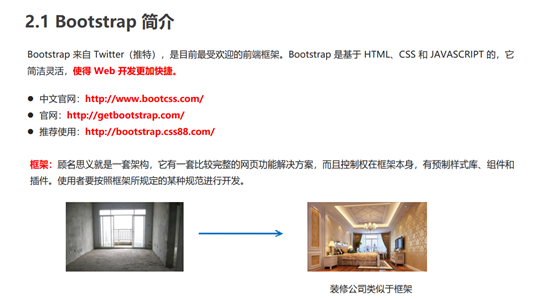 2.1 Bootstrap 简介
Bootstrap 来自 Twitter（推特），是目前最受欢迎的前端框架。Bootstrap 是基于 HTML、CSS 和 JAVASCRIPT 的，它
简洁灵活，使得 Web 开发更加快捷。
● 中文官网：http://www.bootcss.com/
● 官网：http://getbootstrap.com/
● 推荐使用：http://bootstrap.css88.com/
框架：顾名思义就是一套架构，它有一套比较完整的网页功能解决方案，而且控制权在框架本身，有预制样式库、组件和
插件。使用者要按照框架所规定的某种规范进行开发。
装修公司类似于框架